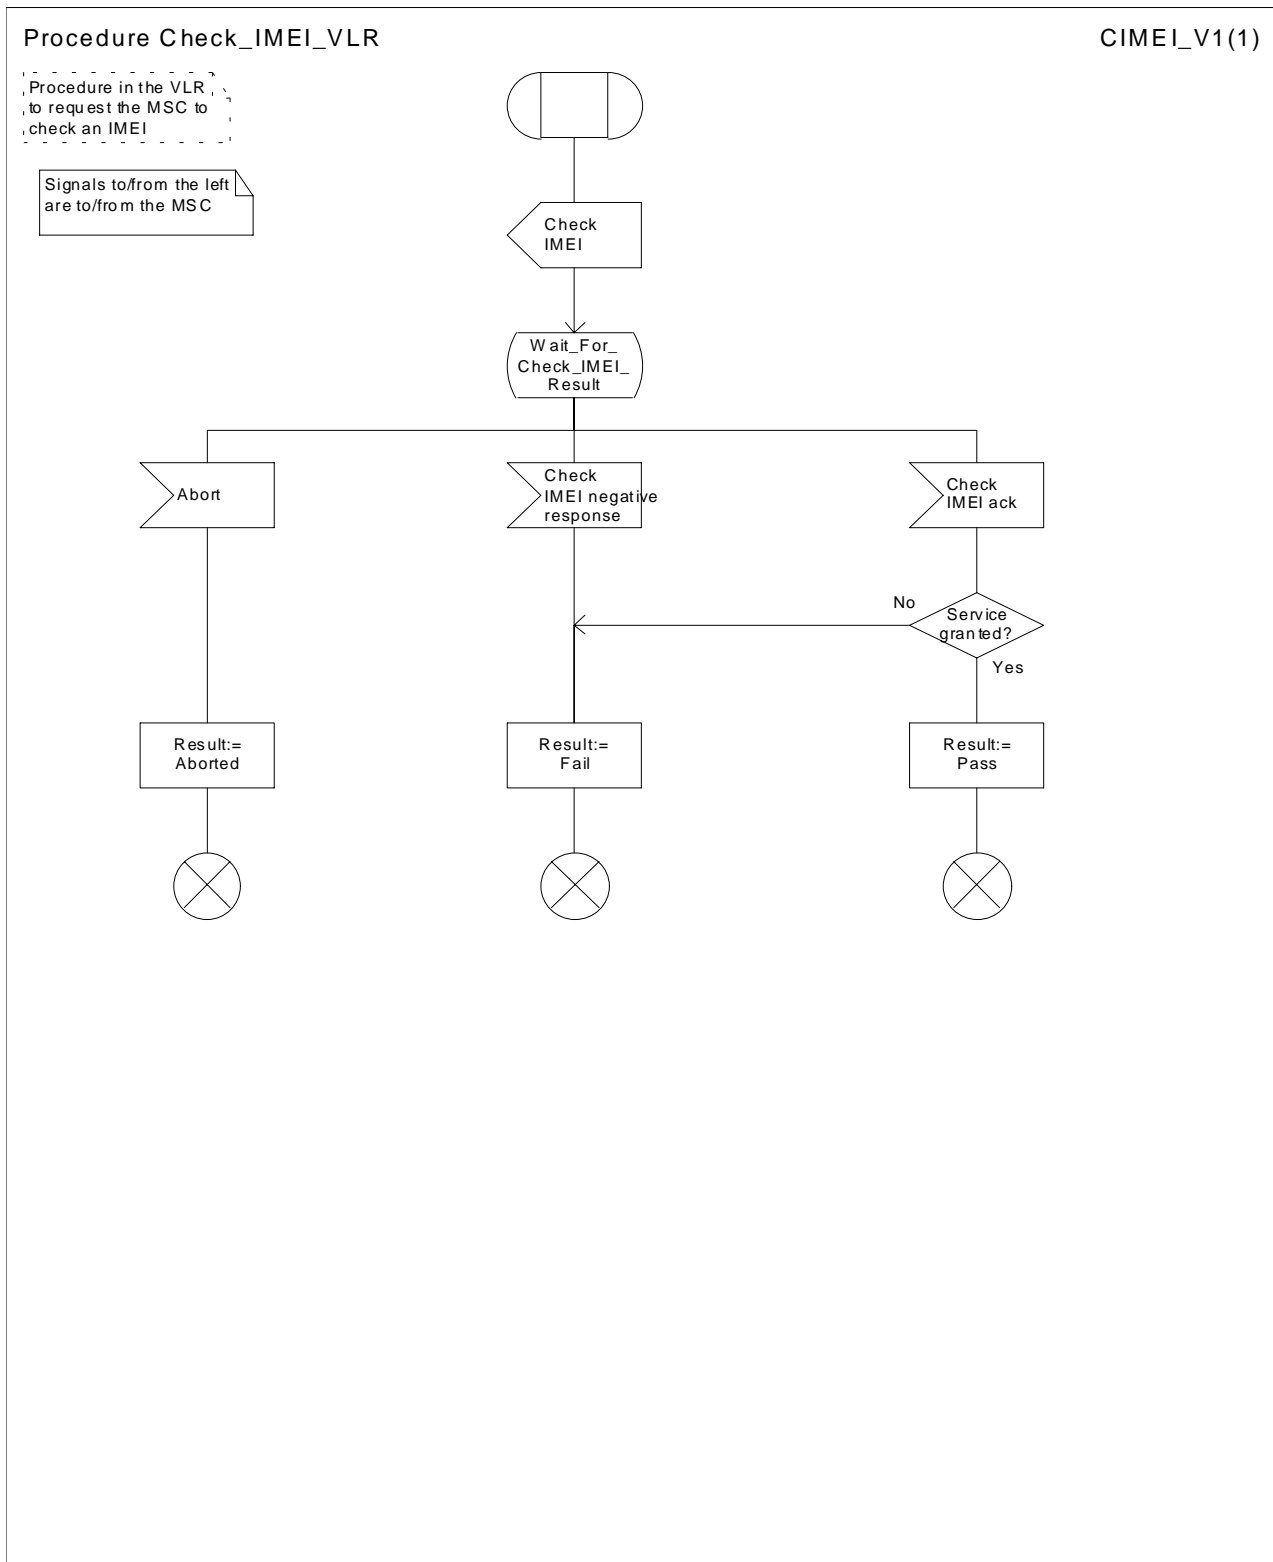 Procedure Check_IMEI_VLR
CIMEI_V1(1)
Procedure in the VLR
to request the MSC to
check an IMEI
Signals to/from the left
are to/from the MSC
Check
IMEI
Wait_For_
Check_IMEI_
Result
Abort
Check
IMEI negative
response
Check
IMEI ack
No
Service
granted?
Yes
Result:=
Aborted
Result:=
Fail
Result:=
Pass